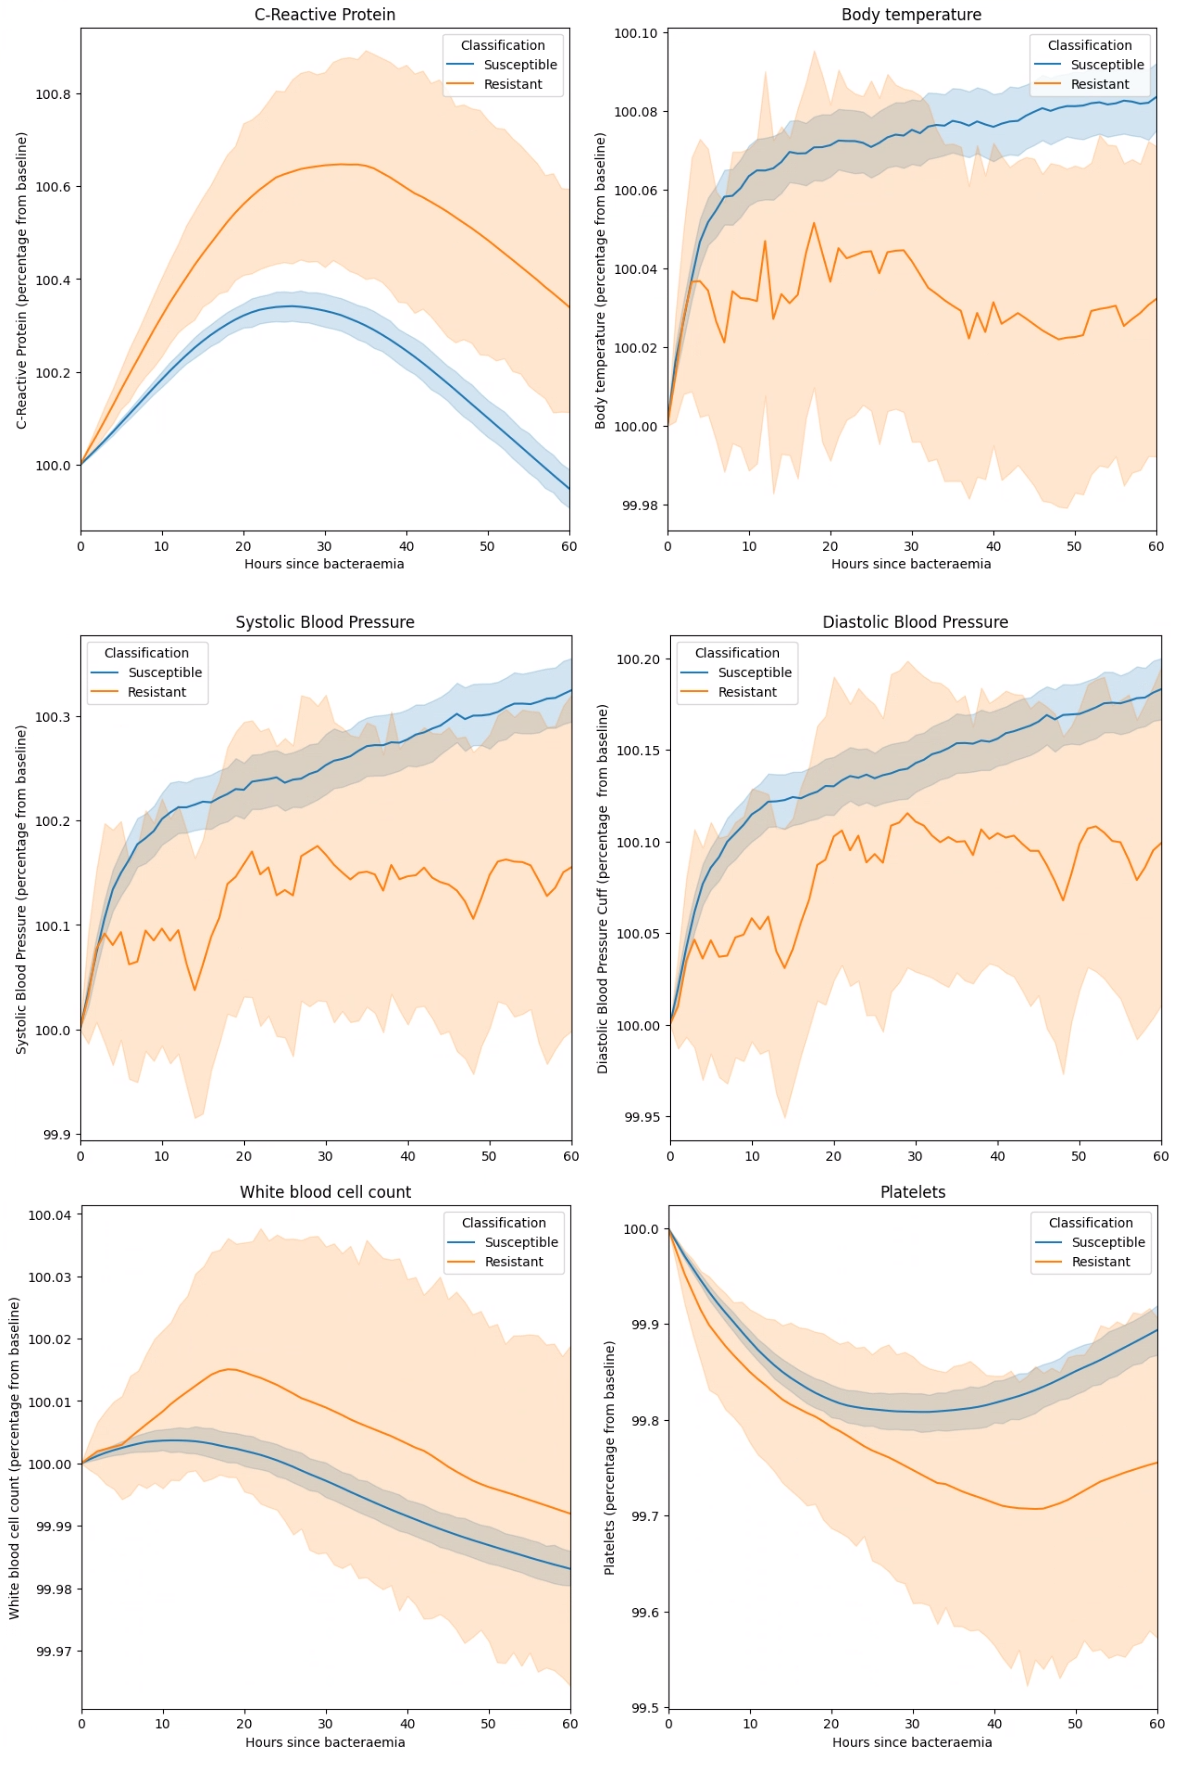 C-Reactive Protein
C-Reactive Protein (percentage from baseline)
100.8
100.6
100.4
100.2
100.0
Classification
Susceptible
Resistant
0 10 20 30 40 50 60
Hours since bacteraemia
Body temperature
Body temperature (percentage from baseline)
100.10
100.08
100.06
100.04
100.02
100.00
99.98
Classification
Susceptible
Resistant
0 10 20 30 40 50 60
Hours since bacteraemia
Systolic Blood Pressure
Systolic Blood Pressure (percentage from baseline)
100.3
100.2
100.1
100.0
99.9
Classification
Susceptible
Resistant
0 10 20 30 40 50 60
Diastolic Blood Pressure
Diastolic Blood Pressure Cuff (percentage from baseline)
100.20
100.15
100.10
100.05
100.00
99.95
Classification
Susceptible
Resistant
0 10 20 30 40 50 60
White blood cell count
White blood cell count (percentage from baseline)
100.04
100.03
100.02
100.01
100.00
99.99
99.98
99.97
Classification
Susceptible
Resistant
0 10 20 30 40 50 60
Hours since bacteraemia
Platelets
Platelets (percentage from baseline)
100.0
99.9
99.8
99.7
99.6
99.5
Classification
Susceptible
Resistant
0 10 20 30 40 50 60
Hours since bacteraemia